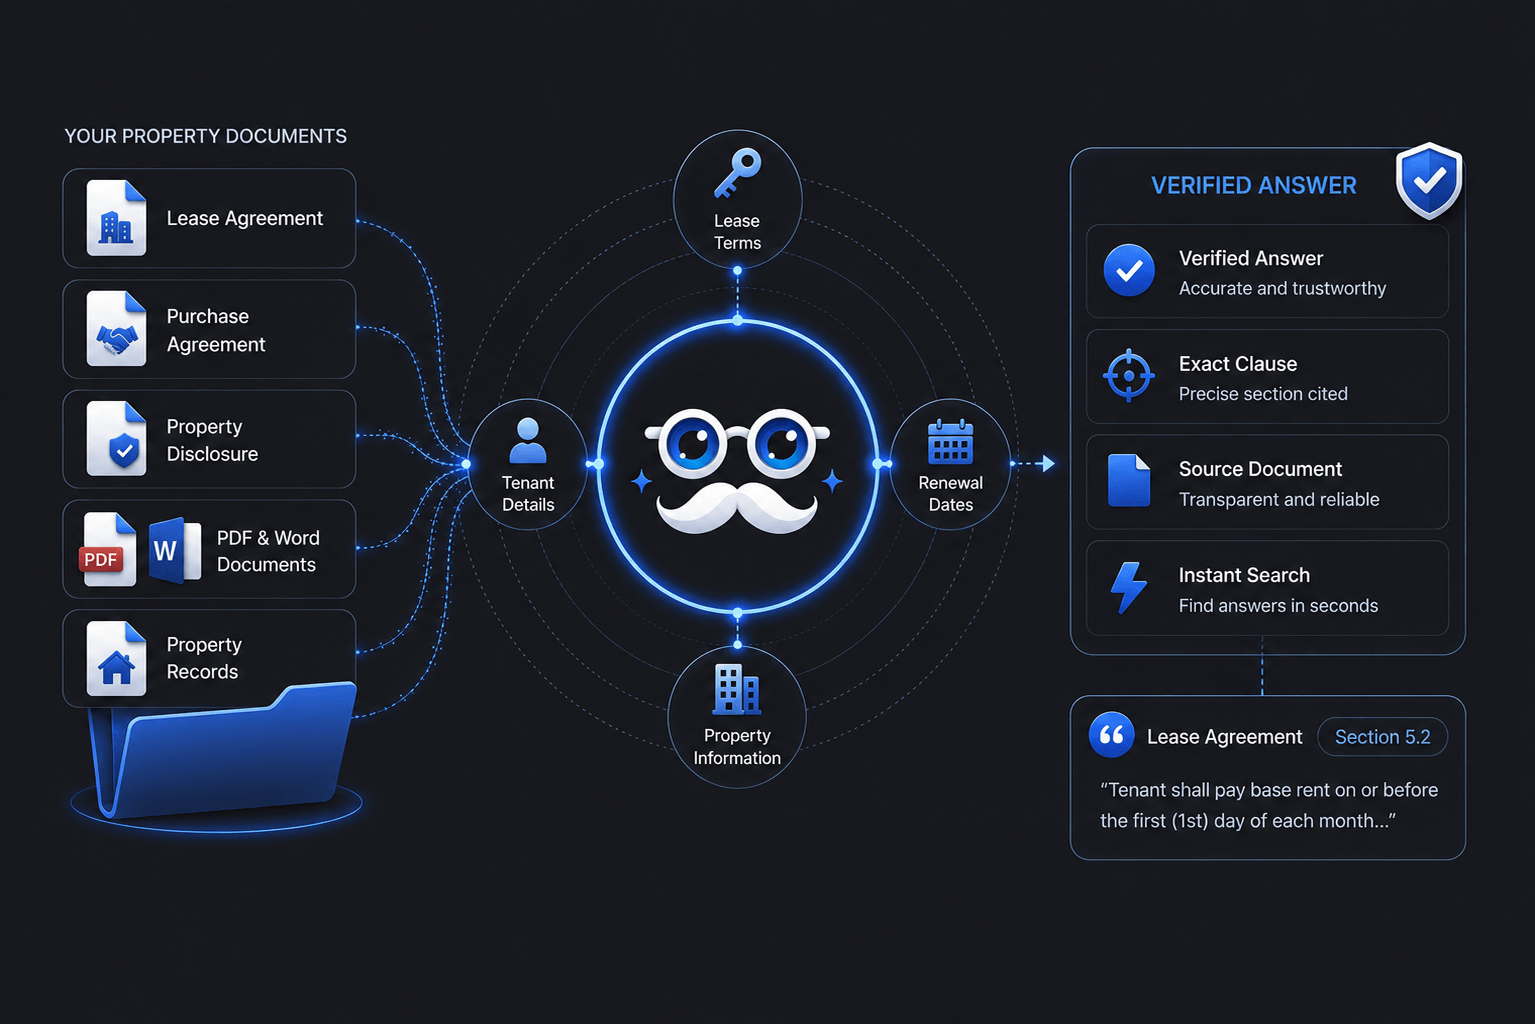 YOUR PROPERTY DOCUMENTS
Lease Agreement
Purchase
Agreement
Property
Disclosure
PDF
W
PDF & Word
Documents
Property
Records
Lease
Terms
Tenant
Details
Renewal
Dates
Property
Information
VERIFIED ANSWER
Verified Answer
Accurate and trustworthy
Exact Clause
Precise section cited
Source Document
Transparent and reliable
Instant Search
Find answers in seconds
Lease Agreement
Section 5.2
“Tenant shall pay base rent on or before
the first (1st) day of each month...”